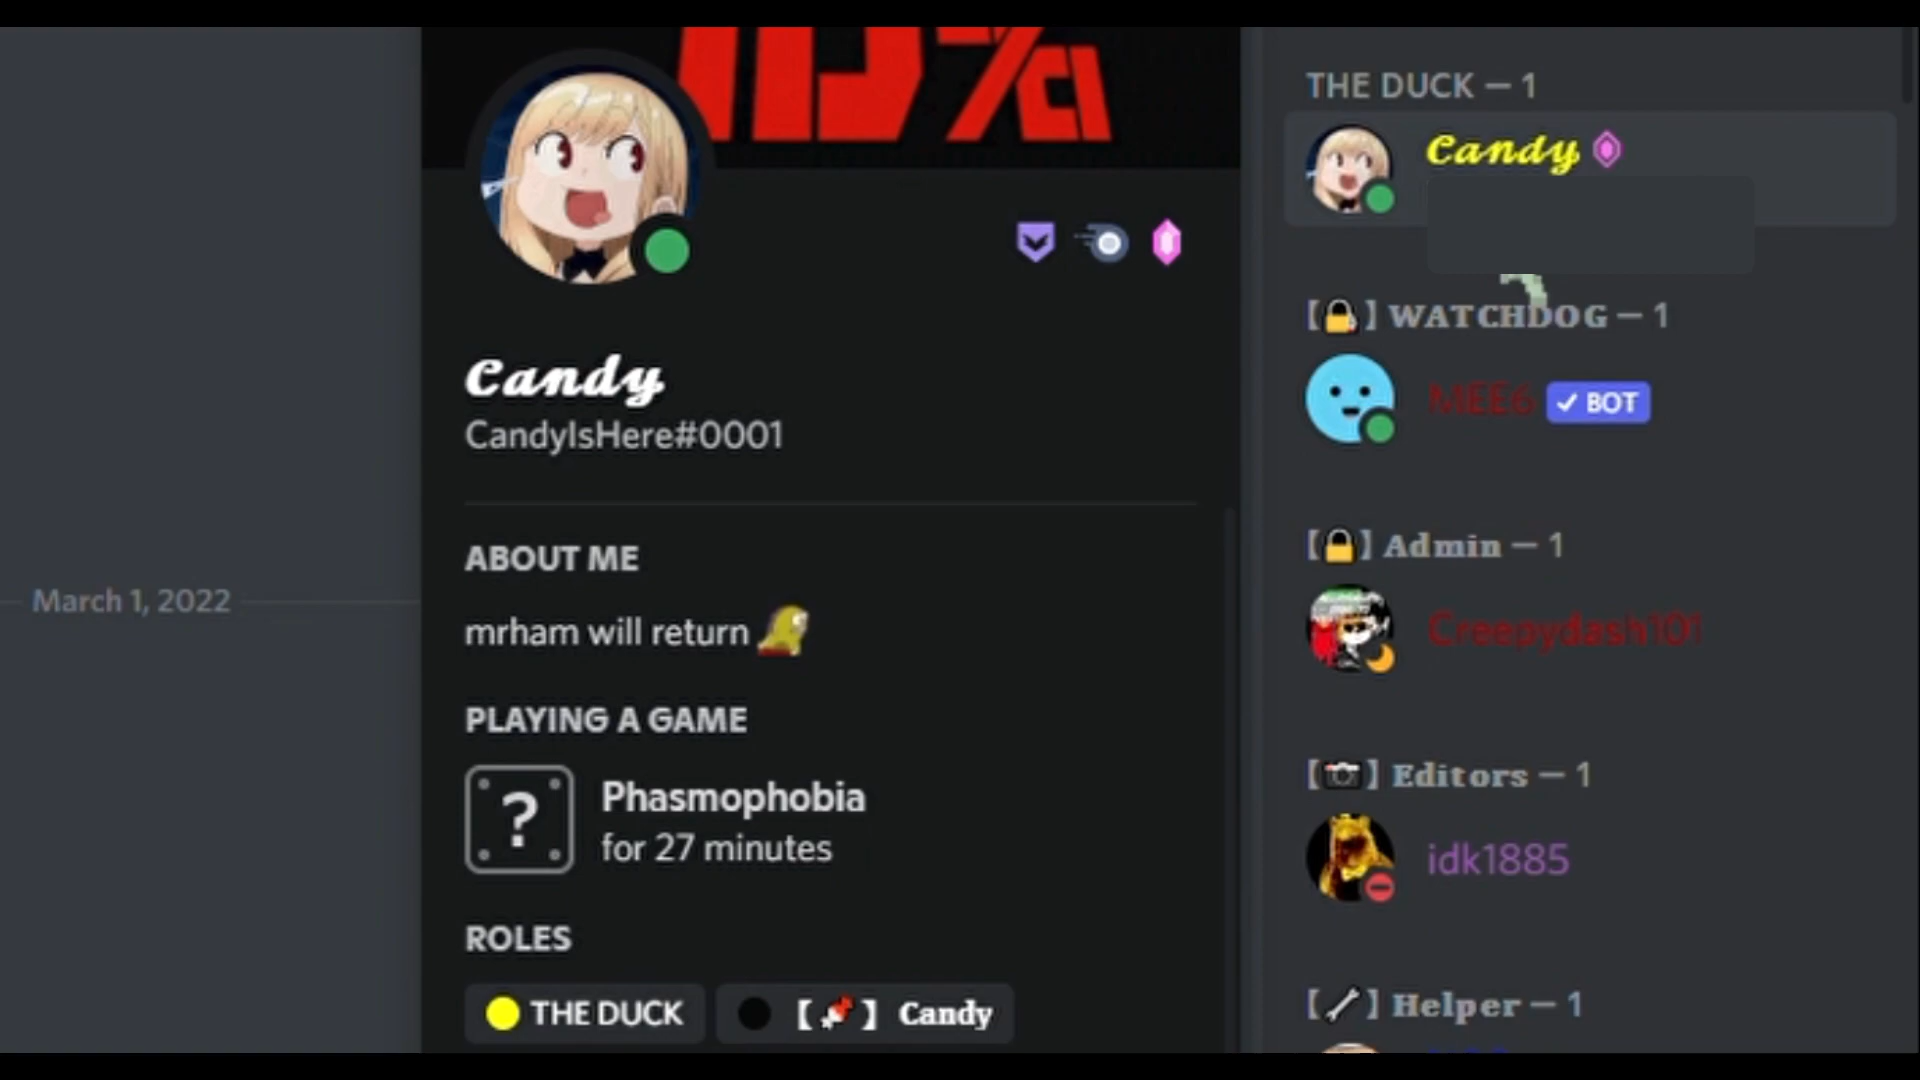 March 1, 2022
𝓒𝓪𝓷𝓭𝔂
CandyIsHere#0001
ABOUT ME
mrham will return
PLAYING A GAME
?
Phasmophobia
for 27 minutes
ROLES
THE DUCK
【】 𝐂𝐚𝐧𝐝𝐲
THE DUCK — 1
𝓒𝓪𝓷𝓭𝔂
【🔒】 WATCHDOG — 1
MEE6 ✓ BOT
【🔒】 Admin — 1
Creepydash101
【📷】 Editors — 1
idk1885
【🔧】 Helper — 1